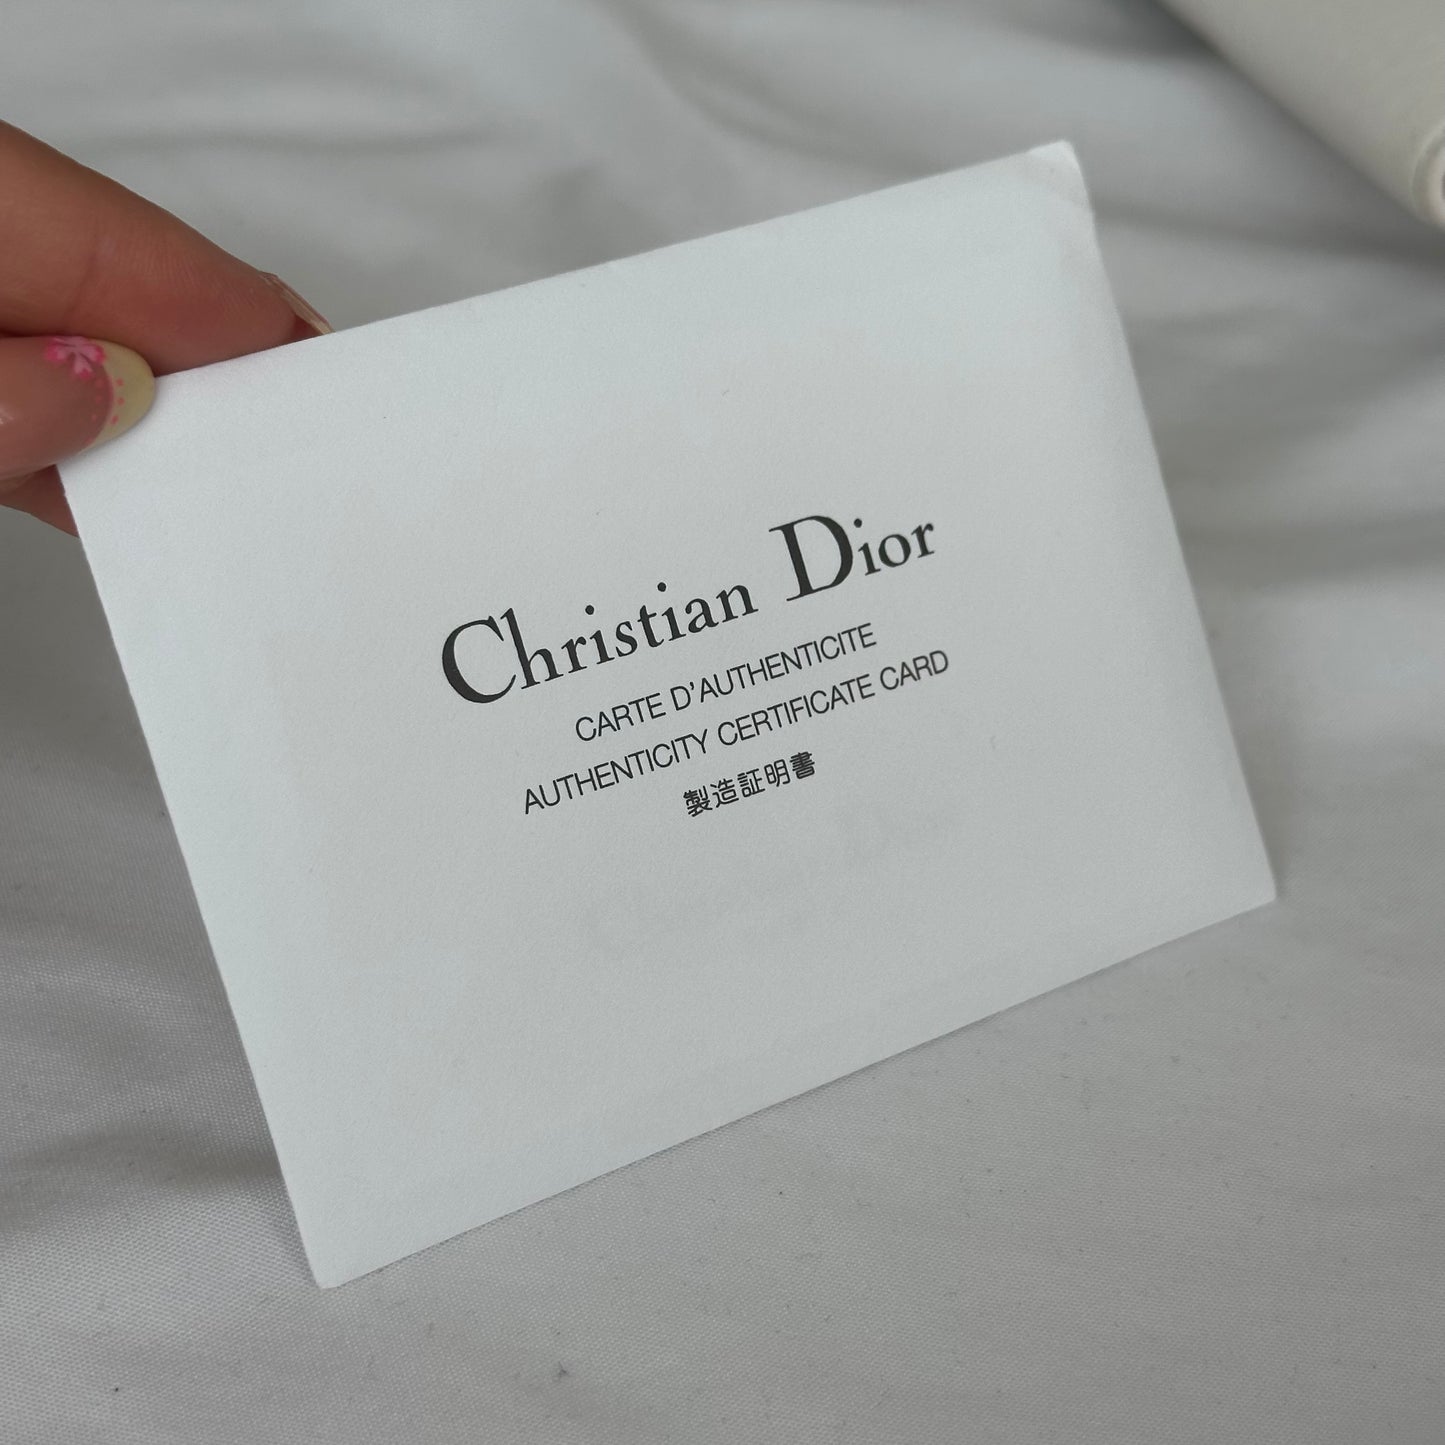 Christian Dior
CARTE D'AUTHENTICITE
AUTHENTICITY CERTIFICATE CARD
製造証明書